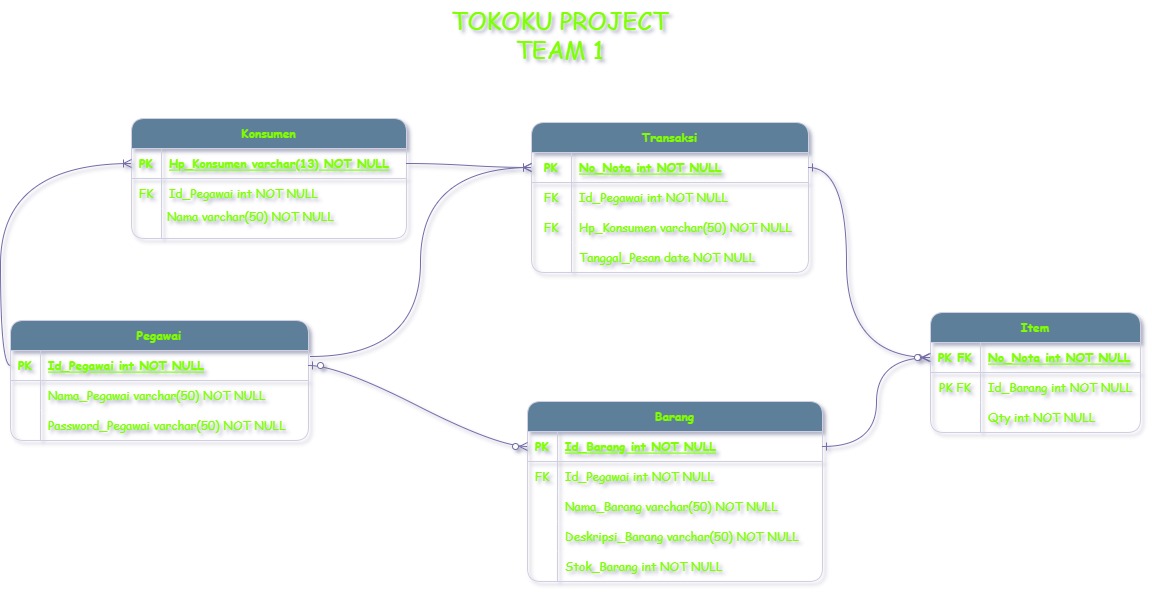 TOKOKU PROJECT
TEAM 1
Konsumen
PK Hp_Konsumen varchar(13) NOT NULL
FK Id_Pegawai int NOT NULL
Nama varchar(50) NOT NULL
Transaksi
PK No_Nota int NOT NULL
FK Id_Pegawai int NOT NULL
FK Hp_Konsumen varchar(50) NOT NULL
Tanggal_Pesan date NOT NULL
Pegawai
PK Id_Pegawai int NOT NULL
Nama_Pegawai varchar(50) NOT NULL
Password_Pegawai varchar(50) NOT NULL
Item
PK FK No_Nota int NOT NULL
PK FK Id_Barang int NOT NULL
Qty int NOT NULL
Barang
PK Id_Barang int NOT NULL
FK Id_Pegawai int NOT NULL
Nama_Barang varchar(50) NOT NULL
Deskripsi_Barang varchar(50) NOT NULL
Stok_Barang int NOT NULL